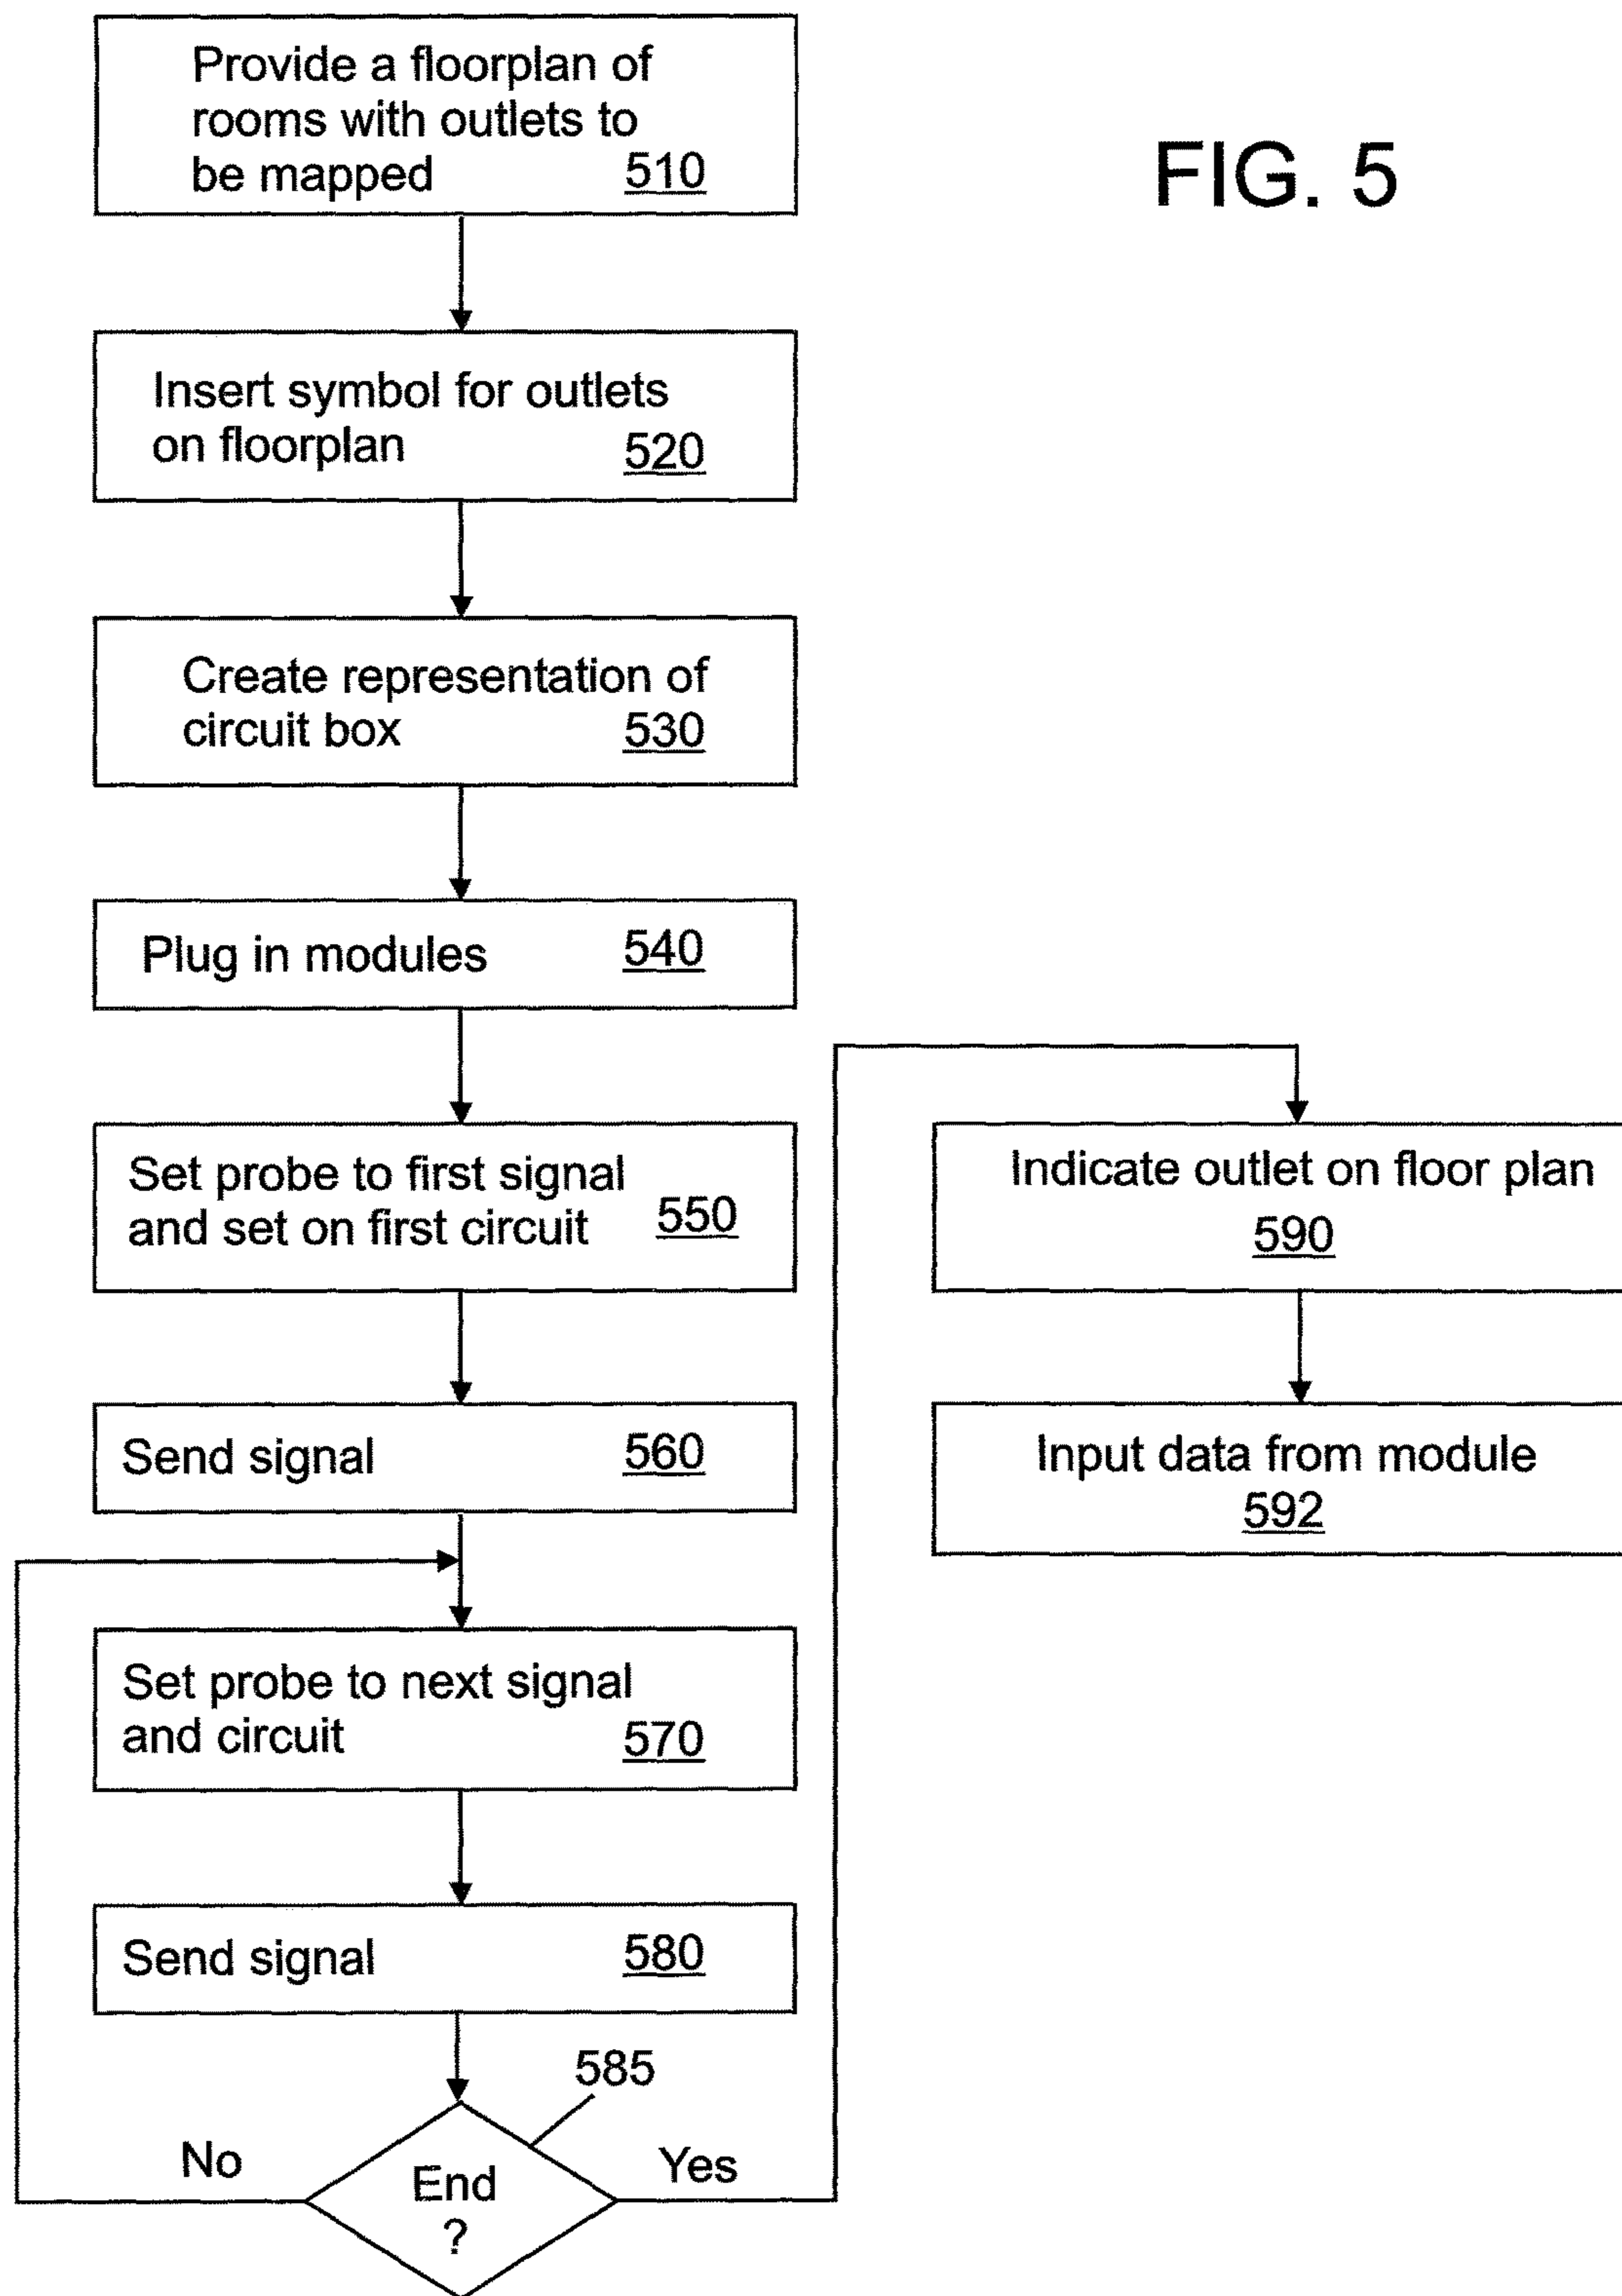 Provide a floorplan of
rooms with outlets to
be mapped 510
FIG. 5
Insert symbol for outlets
on floorplan 520
Create representation of
circuit box 530
Plug in modules 540
Set probe to first signal
and set on first circuit 550
Send signal 560
Set probe to next signal
and circuit 570
Send signal 580
585
No
End
?
Yes
Indicate outlet on floor plan
590
Input data from module
592